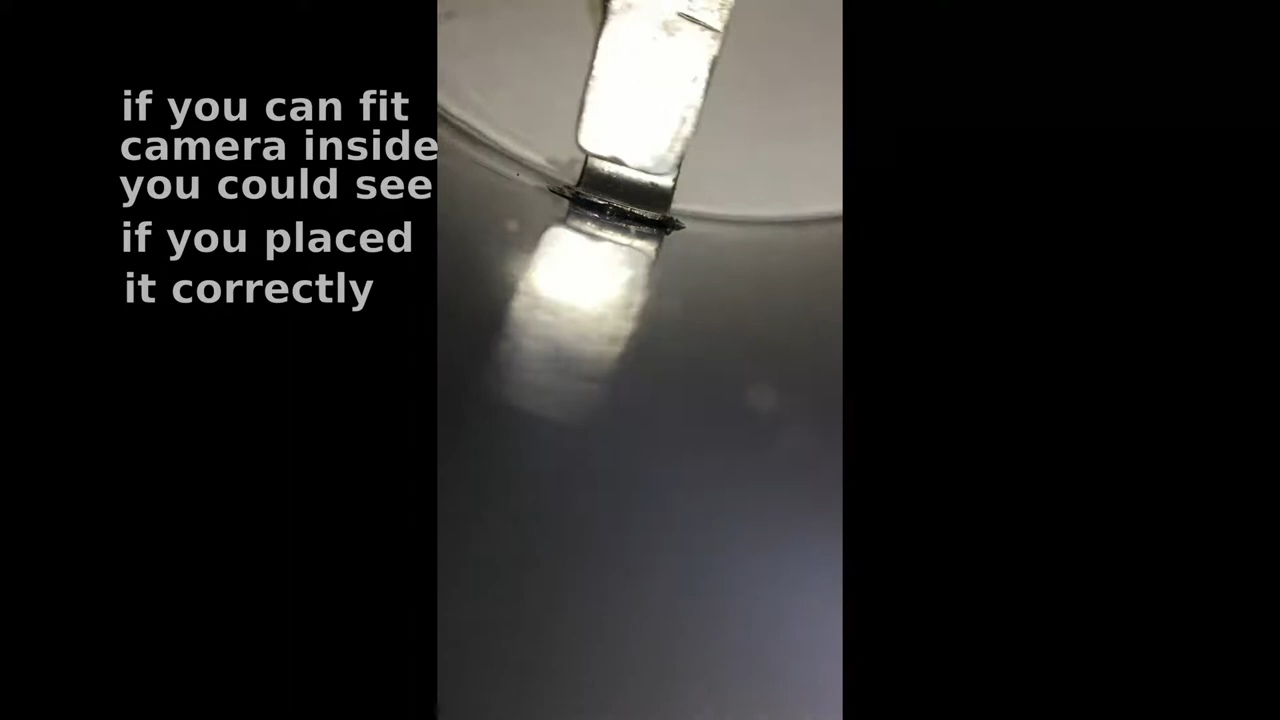 if you can fit
camera inside
you could see
if you placed
it correctly